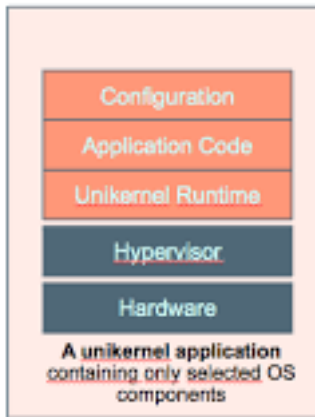 Configuration
Application Code
Unikernel Runtime
Hypervisor
Hardware
A unikernel application
containing only selected OS
components